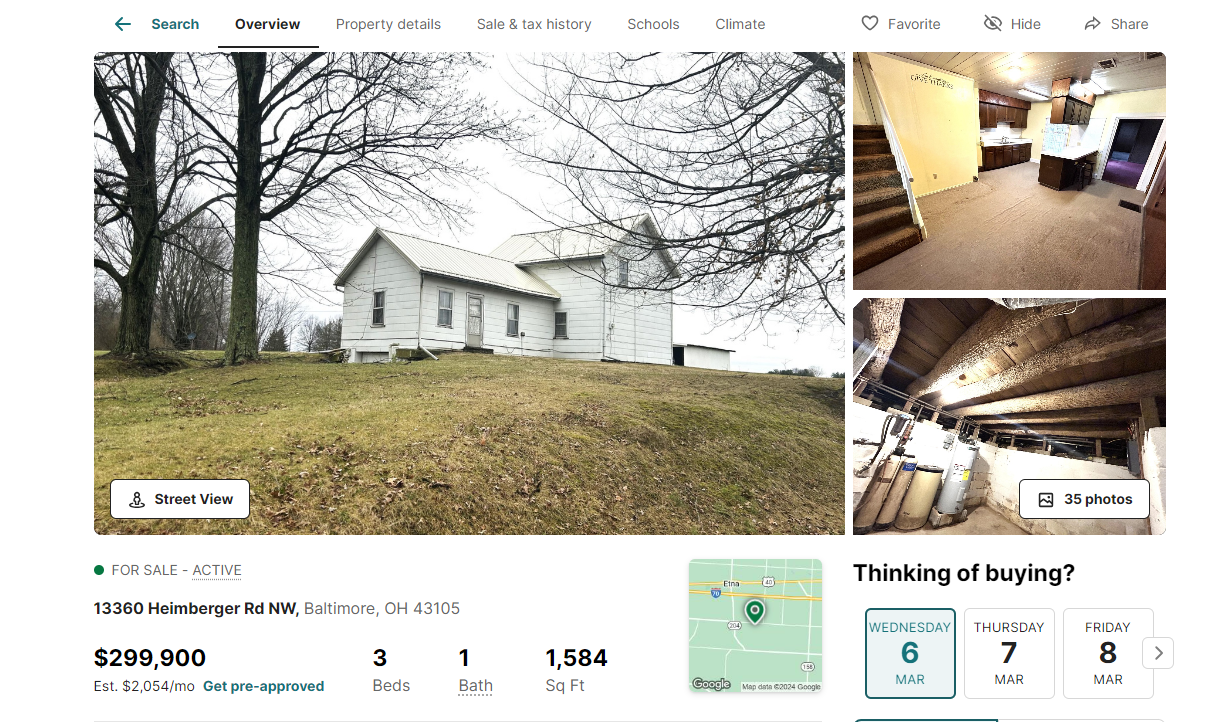 Search Overview Property details Sale & tax history Schools Climate Favorite Hide Share
Street View
35 photos
FOR SALE - ACTIVE
13360 Heimberger Rd NW, Baltimore, OH 43105
$299,900
Est. $2,054/mo Get pre-approved
3
Beds
1
Bath
1,584
Sq Ft
Etna
40
70
204
158
Google
Map data ©2024 Google
Thinking of buying?
WEDNESDAY
6
MAR
THURSDAY
7
MAR
FRIDAY
8
MAR